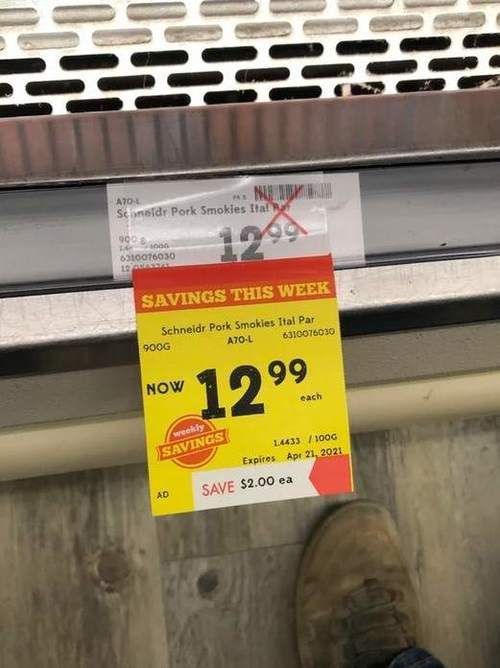 A70-L
Schneidr Pork Smokies Ital Par
900 g
12 99
6310076030
SAVINGS THIS WEEK
Schneidr Pork Smokies Ital Par
900G A70-L 6310076030
NOW 12 99
each
weekly
SAVINGS
1.4433 / 100G
Expires Apr 21, 2021
AD SAVE $2.00 ea